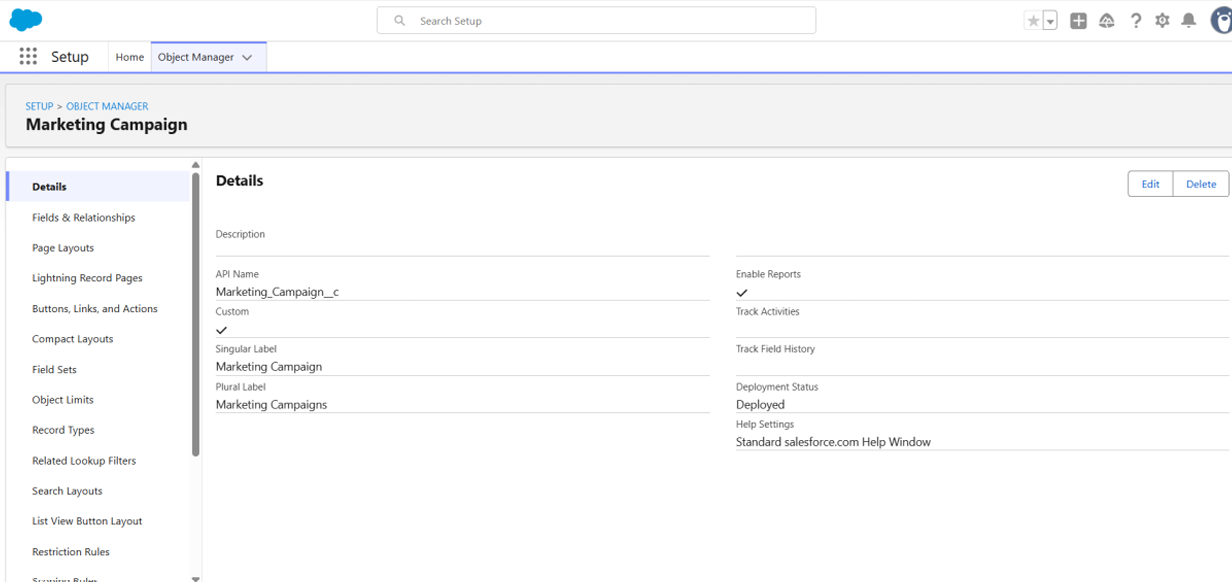 Search Setup
Setup
Home
Object Manager
SETUP > OBJECT MANAGER
Marketing Campaign
Details
Fields & Relationships
Page Layouts
Lightning Record Pages
Buttons, Links, and Actions
Compact Layouts
Field Sets
Object Limits
Record Types
Related Lookup Filters
Search Layouts
List View Button Layout
Restriction Rules
Scoping Rules
Details
Edit
Delete
Description
API Name
Marketing_Campaign__c
Custom
Singular Label
Marketing Campaign
Plural Label
Marketing Campaigns
Enable Reports
Track Activities
Track Field History
Deployment Status
Deployed
Help Settings
Standard salesforce.com Help Window